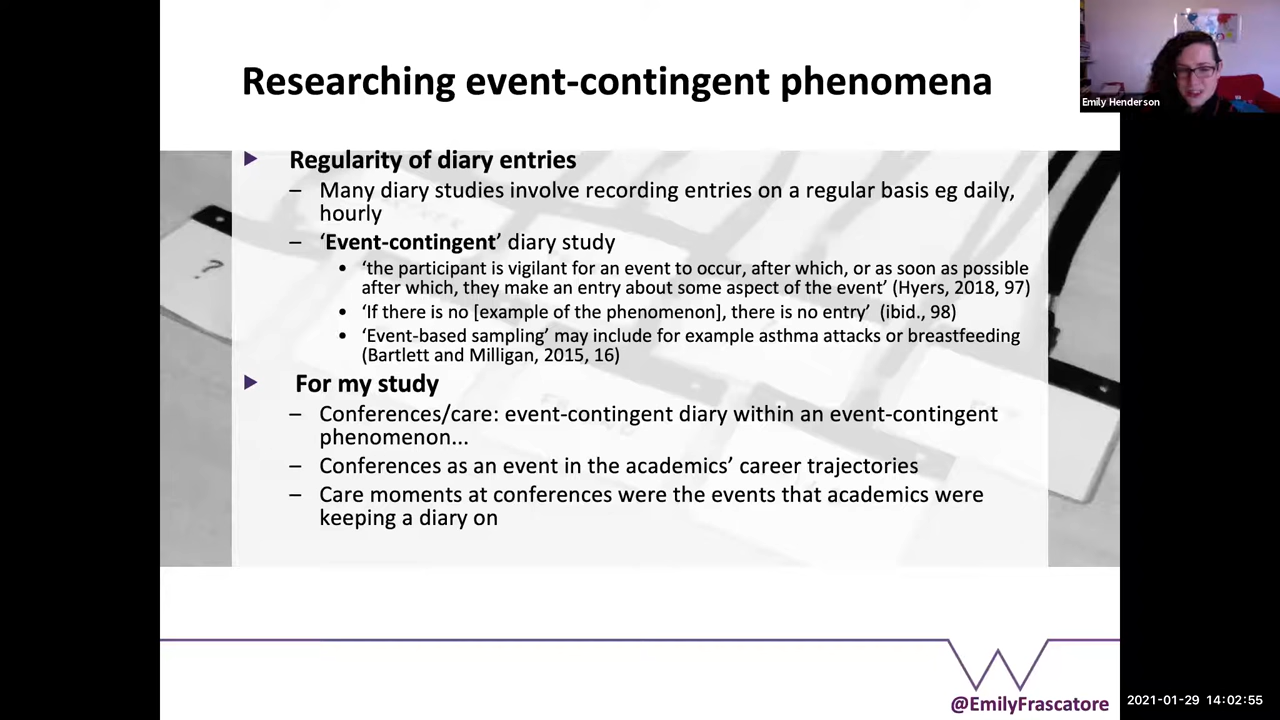 Researching event-contingent phenomena
Emily Henderson
Regularity of diary entries
– Many diary studies involve recording entries on a regular basis eg daily,
hourly
– ‘Event-contingent’ diary study
• ‘the participant is vigilant for an event to occur, after which, or as soon as possible
after which, they make an entry about some aspect of the event’ (Hyers, 2018, 97)
• ‘If there is no [example of the phenomenon], there is no entry’ (ibid., 98)
• ‘Event-based sampling’ may include for example asthma attacks or breastfeeding
(Bartlett and Milligan, 2015, 16)
For my study
– Conferences/care: event-contingent diary within an event-contingent
phenomenon...
– Conferences as an event in the academics’ career trajectories
– Care moments at conferences were the events that academics were
keeping a diary on
?
@EmilyFrascatore
2021-01-29 14:02:55